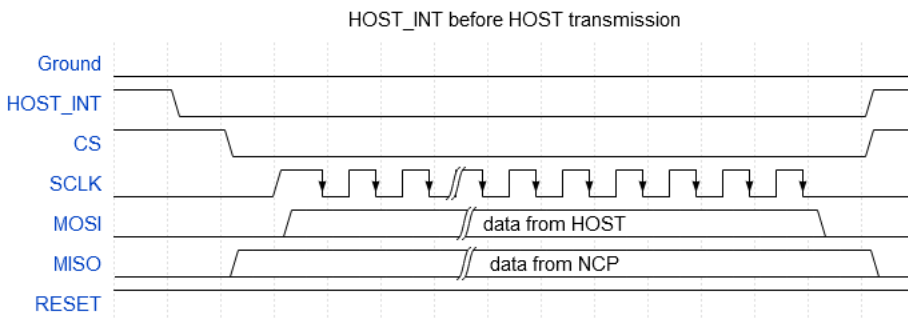 HOST_INT before HOST transmission
Ground
HOST_INT
CS
SCLK
MOSI data from HOST
MISO data from NCP
RESET